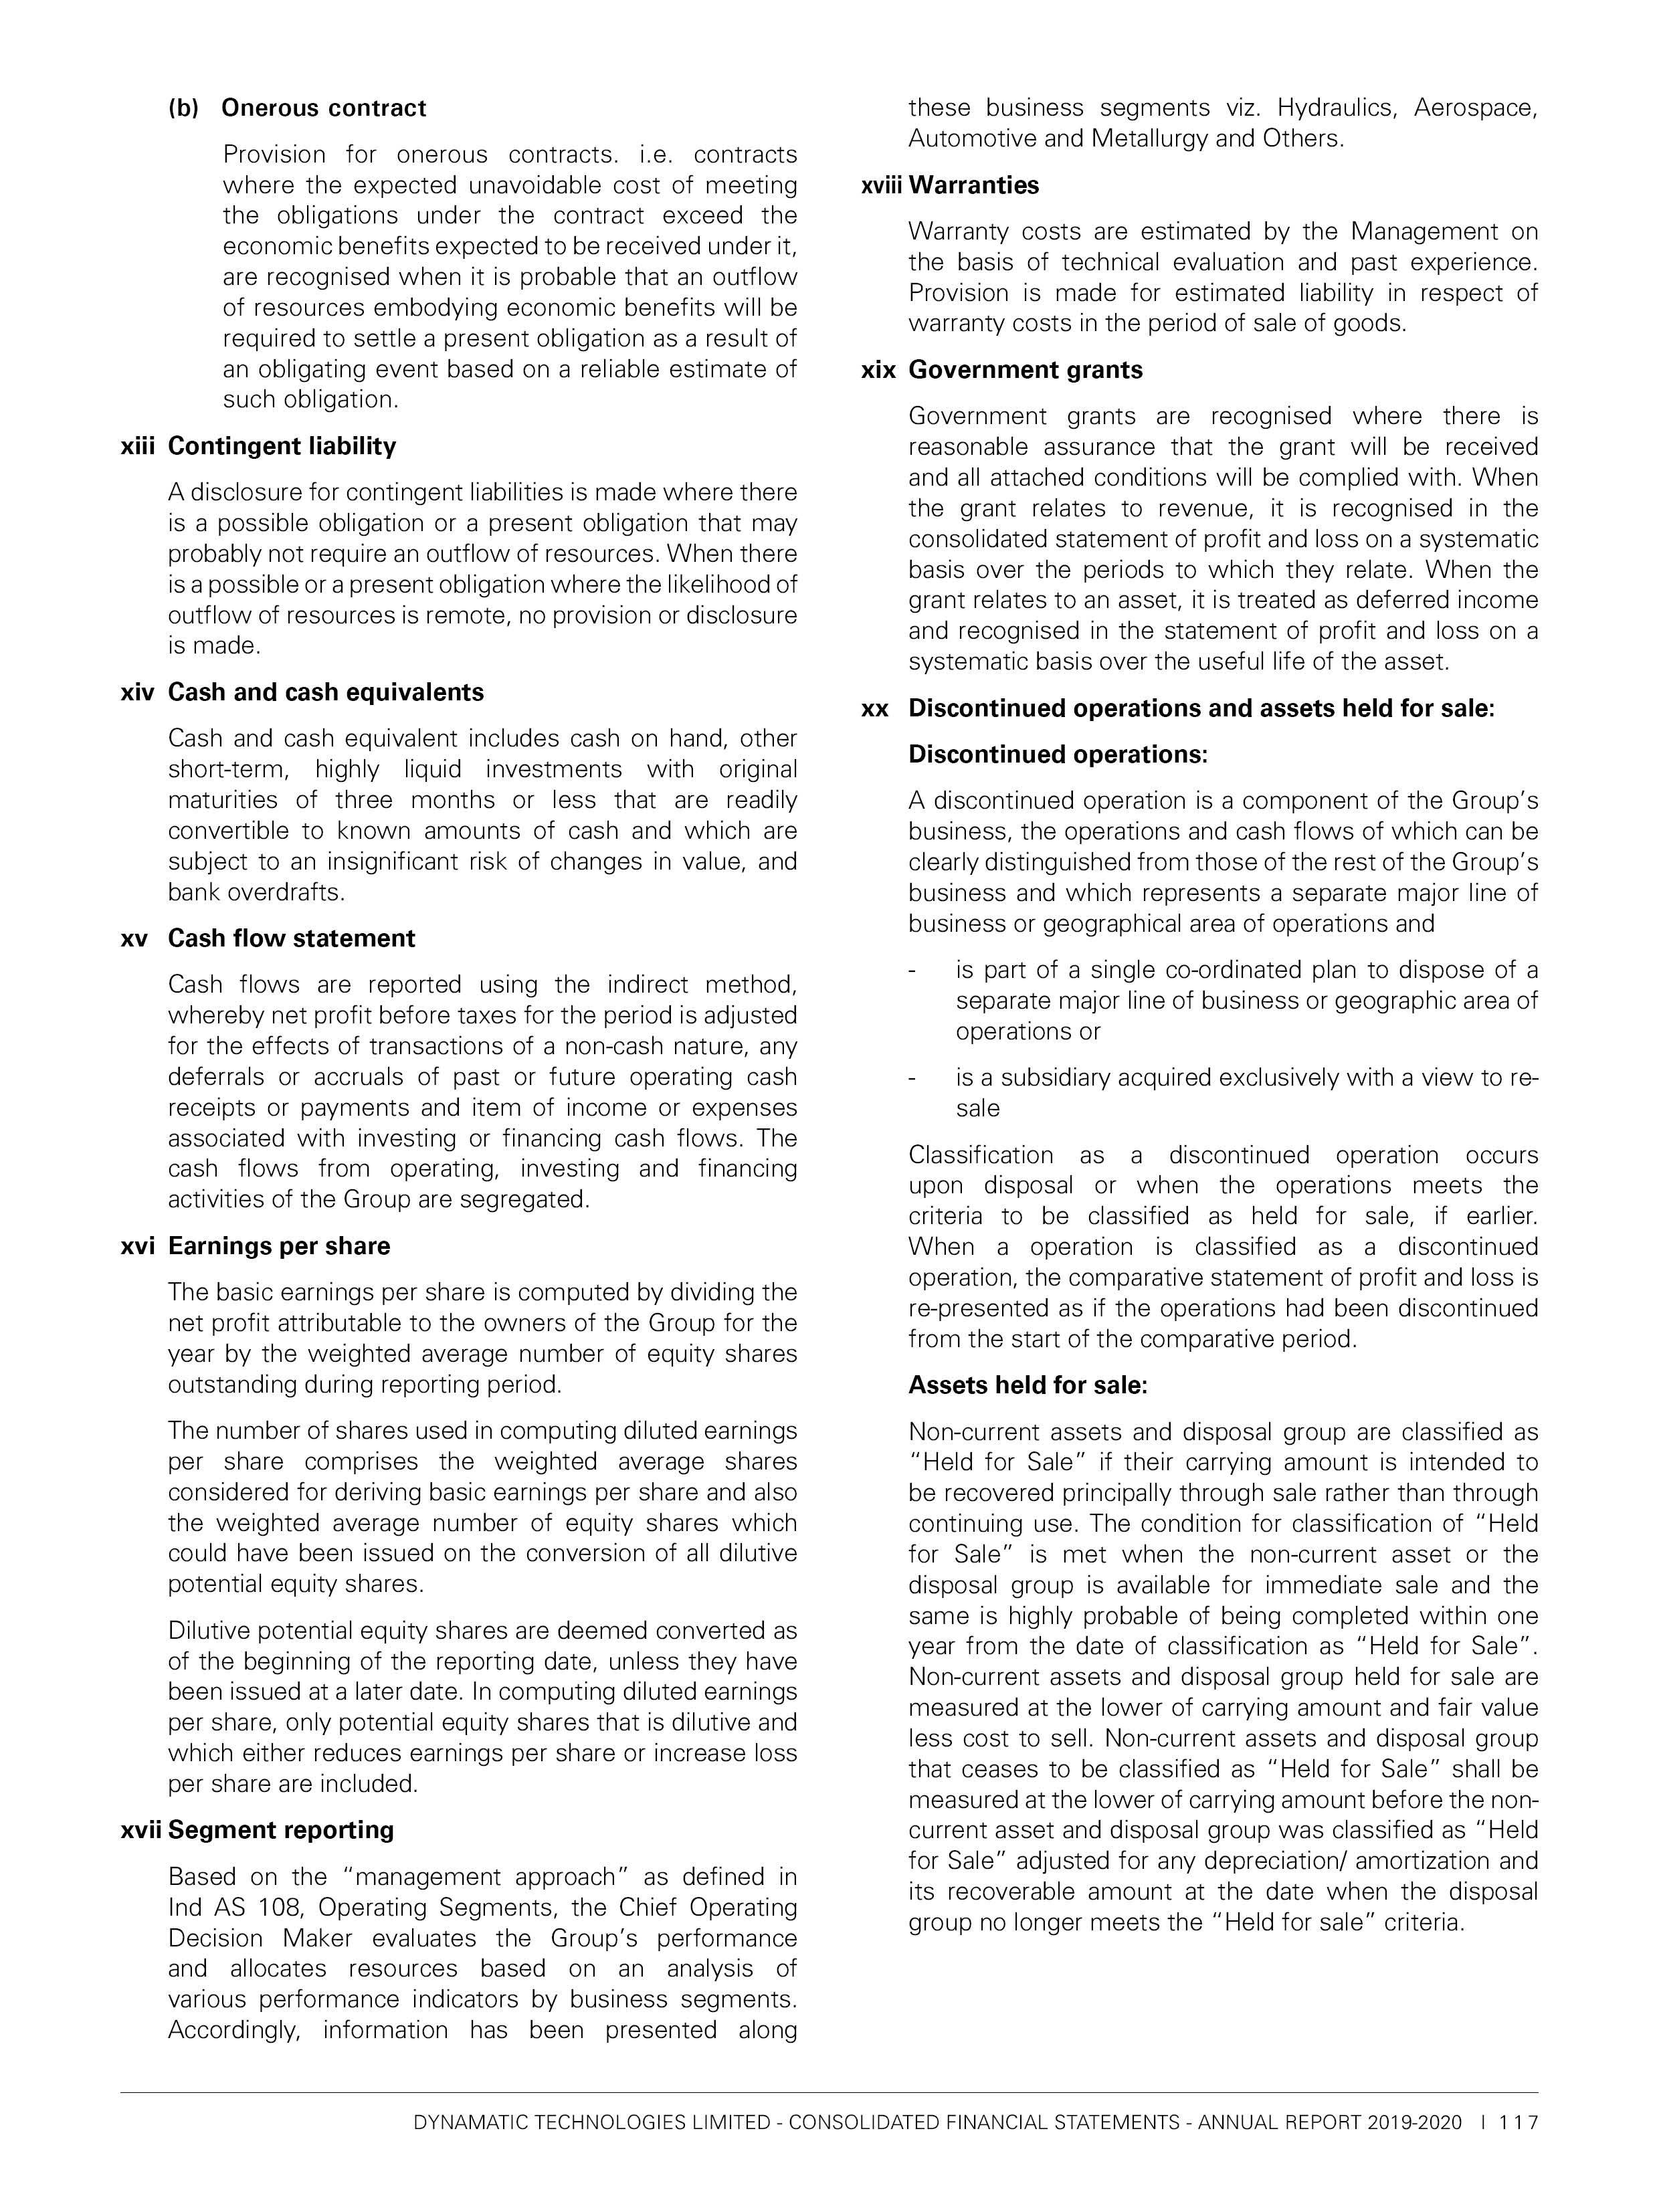 (b) Onerous contract
Provision for onerous contracts. i.e. contracts
where the expected unavoidable cost of meeting
the obligations under the contract exceed the
economic benefits expected to be received under it,
are recognised when it is probable that an outflow
of resources embodying economic benefits will be
required to settle a present obligation as a result of
an obligating event based on a reliable estimate of
such obligation.
xiii Contingent liability
A disclosure for contingent liabilities is made where there
is a possible obligation or a present obligation that may
probably not require an outflow of resources. When there
is a possible or a present obligation where the likelihood of
outflow of resources is remote, no provision or disclosure
is made.
xiv Cash and cash equivalents
Cash and cash equivalent includes cash on hand, other
short-term, highly liquid investments with original
maturities of three months or less that are readily
convertible to known amounts of cash and which are
subject to an insignificant risk of changes in value, and
bank overdrafts.
xv Cash flow statement
Cash flows are reported using the indirect method,
whereby net profit before taxes for the period is adjusted
for the effects of transactions of a non-cash nature, any
deferrals or accruals of past or future operating cash
receipts or payments and item of income or expenses
associated with investing or financing cash flows. The
cash flows from operating, investing and financing
activities of the Group are segregated.
xvi Earnings per share
The basic earnings per share is computed by dividing the
net profit attributable to the owners of the Group for the
year by the weighted average number of equity shares
outstanding during reporting period.
The number of shares used in computing diluted earnings
per share comprises the weighted average shares
considered for deriving basic earnings per share and also
the weighted average number of equity shares which
could have been issued on the conversion of all dilutive
potential equity shares.
Dilutive potential equity shares are deemed converted as
of the beginning of the reporting date, unless they have
been issued at a later date. In computing diluted earnings
per share, only potential equity shares that is dilutive and
which either reduces earnings per share or increase loss
per share are included.
xvii Segment reporting
Based on the “management approach” as defined in
Ind AS 108, Operating Segments, the Chief Operating
Decision Maker evaluates the Group’s performance
and allocates resources based on an analysis of
various performance indicators by business segments.
Accordingly, information has been presented along
these business segments viz. Hydraulics, Aerospace,
Automotive and Metallurgy and Others.
xviii Warranties
Warranty costs are estimated by the Management on
the basis of technical evaluation and past experience.
Provision is made for estimated liability in respect of
warranty costs in the period of sale of goods.
xix Government grants
Government grants are recognised where there is
reasonable assurance that the grant will be received
and all attached conditions will be complied with. When
the grant relates to revenue, it is recognised in the
consolidated statement of profit and loss on a systematic
basis over the periods to which they relate. When the
grant relates to an asset, it is treated as deferred income
and recognised in the statement of profit and loss on a
systematic basis over the useful life of the asset.
xx Discontinued operations and assets held for sale:
Discontinued operations:
A discontinued operation is a component of the Group’s
business, the operations and cash flows of which can be
clearly distinguished from those of the rest of the Group’s
business and which represents a separate major line of
business or geographical area of operations and
- is part of a single co-ordinated plan to dispose of a
separate major line of business or geographic area of
operations or
- is a subsidiary acquired exclusively with a view to re-
sale
Classification as a discontinued operation occurs
upon disposal or when the operations meets the
criteria to be classified as held for sale, if earlier.
When a operation is classified as a discontinued
operation, the comparative statement of profit and loss is
re-presented as if the operations had been discontinued
from the start of the comparative period.
Assets held for sale:
Non-current assets and disposal group are classified as
“Held for Sale” if their carrying amount is intended to
be recovered principally through sale rather than through
continuing use. The condition for classification of “Held
for Sale” is met when the non-current asset or the
disposal group is available for immediate sale and the
same is highly probable of being completed within one
year from the date of classification as “Held for Sale”.
Non-current assets and disposal group held for sale are
measured at the lower of carrying amount and fair value
less cost to sell. Non-current assets and disposal group
that ceases to be classified as “Held for Sale” shall be
measured at the lower of carrying amount before the non-
current asset and disposal group was classified as “Held
for Sale” adjusted for any depreciation/ amortization and
its recoverable amount at the date when the disposal
group no longer meets the “Held for sale” criteria.
DYNAMATIC TECHNOLOGIES LIMITED - CONSOLIDATED FINANCIAL STATEMENTS - ANNUAL REPORT 2019-2020 | 117